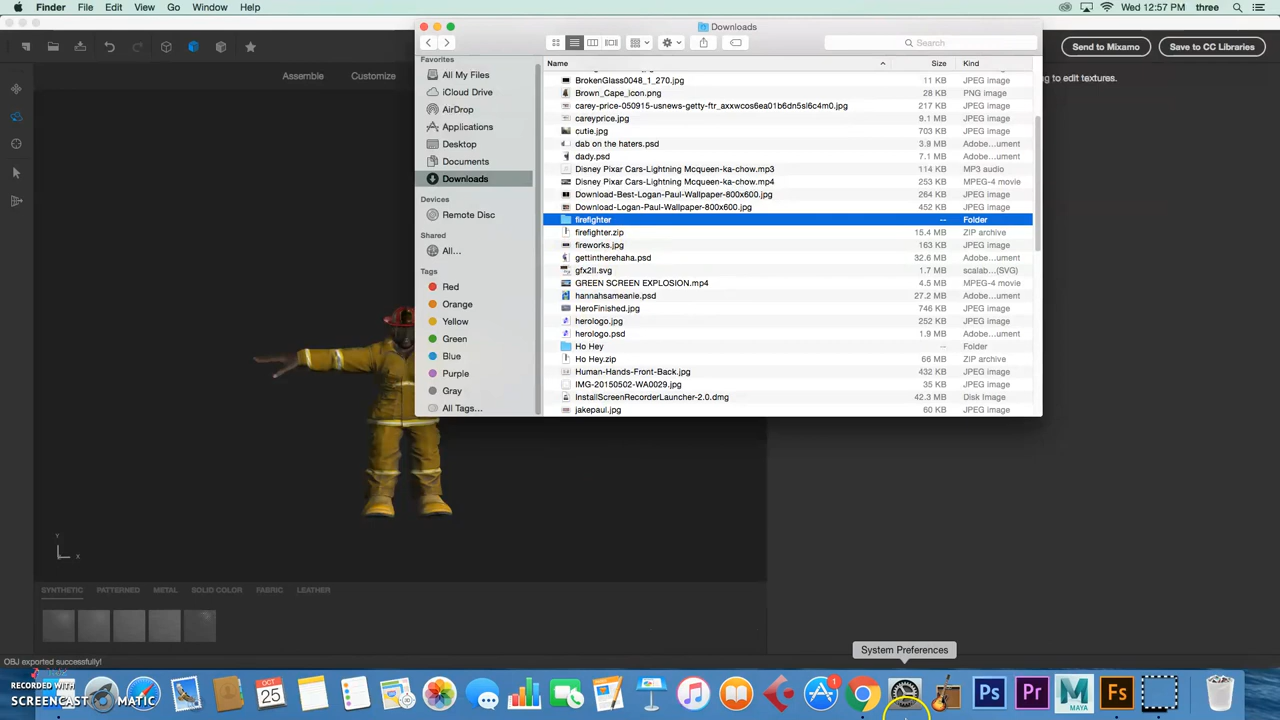 Finder File Edit View Go Window Help
Wed 12:57 PM three
Downloads
Search
Send to Mixamo
Save to CC Libraries
Assemble
Customize
ng to edit textures.
Favorites
All My Files
iCloud Drive
AirDrop
Applications
Desktop
Documents
Downloads
Devices
Remote Disc
Shared
All...
Tags
Red
Orange
Yellow
Green
Blue
Purple
Gray
All Tags...
Name Size Kind
BrokenGlass0048_1_270.jpg 11 KB JPEG image
Brown_Cape_icon.png 28 KB PNG image
carey-price-050915-usnews-getty-ftr_axxwcos6ea01b6dn5sl6c4m0.jpg 217 KB JPEG image
careyprice.jpg 9.1 MB JPEG image
cutie.jpg 703 KB JPEG image
dab on the haters.psd 3.9 MB Adobe...ument
dady.psd 7.1 MB Adobe...ument
Disney Pixar Cars-Lightning Mcqueen-ka-chow.mp3 114 KB MP3 audio
Disney Pixar Cars-Lightning Mcqueen-ka-chow.mp4 253 KB MPEG-4 movie
Download-Best-Logan-Paul-Wallpaper-800x600.jpg 264 KB JPEG image
Download-Logan-Paul-Wallpaper-800x600.jpg 452 KB JPEG image
firefighter -- Folder
firefighter.zip 15.4 MB ZIP archive
fireworks.jpg 163 KB JPEG image
gettintherehaha.psd 32.6 MB Adobe...ument
gfx2II.svg 1.7 MB scalab...(SVG)
GREEN SCREEN EXPLOSION.mp4 4.5 MB MPEG-4 movie
hannahsameanie.psd 27.2 MB Adobe...ument
HeroFinished.jpg 746 KB JPEG image
herologo.jpg 252 KB JPEG image
herologo.psd 1.9 MB Adobe...ument
Ho Hey -- Folder
Ho Hey.zip 66 MB ZIP archive
Human-Hands-Front-Back.jpg 432 KB JPEG image
IMG-20150502-WA0029.jpg 35 KB JPEG image
InstallScreenRecorderLauncher-2.0.dmg 42.3 MB Disk Image
jakepaul.jpg 60 KB JPEG image
Y
X
SYNTHETIC PATTERNED METAL SOLID COLOR FABRIC LEATHER
OBJ exported successfully!
System Preferences
RECORDED WITH
SCREENCAST MATIC
OCT
25
1
Ps
Pr
MAYA
Fs